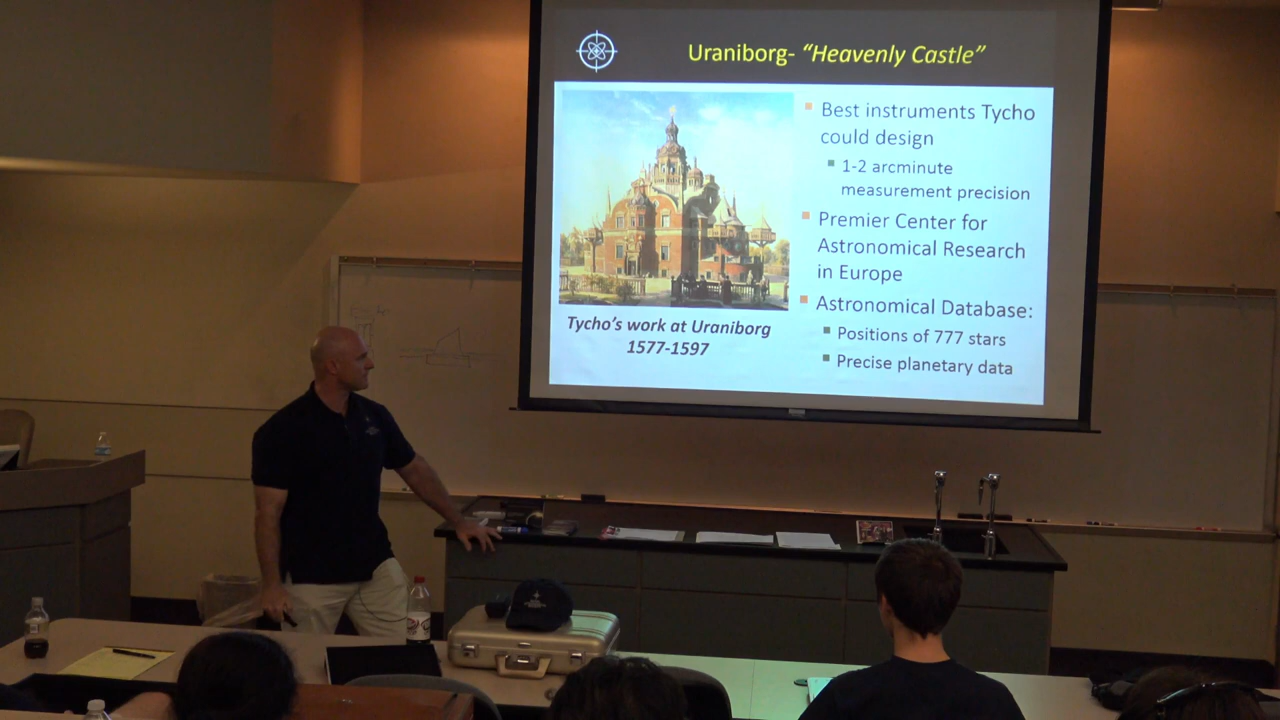 Uraniborg- “Heavenly Castle”
Best instruments Tycho
could design
1-2 arcminute
measurement precision
Premier Center for
Astronomical Research
in Europe
Astronomical Database:
Positions of 777 stars
Precise planetary data
Tycho’s work at Uraniborg
1577-1597